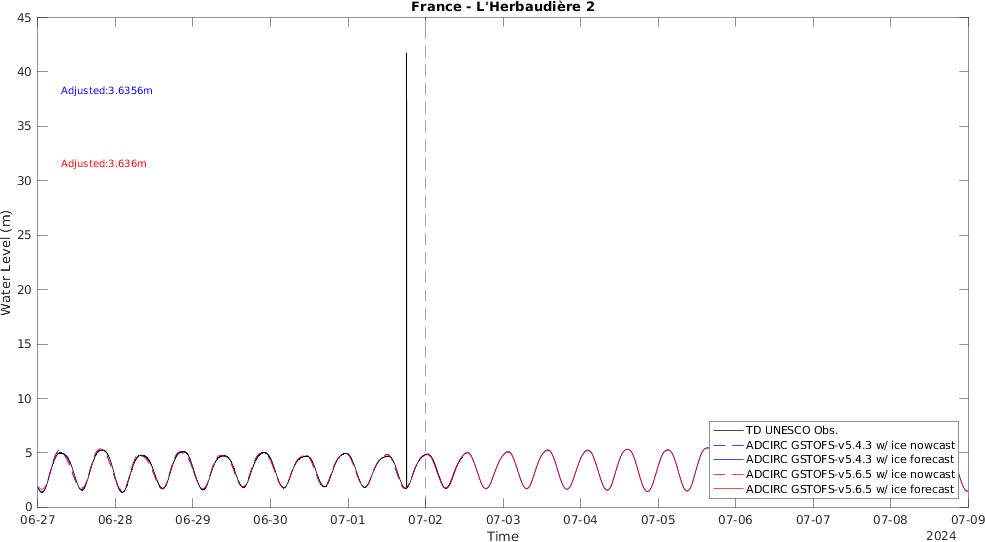 France - L'Herbaudière 2
45
40
35
30
25
20
15
10
5
0
Water Level (m)
Adjusted:3.6356m
Adjusted:3.636m
TD UNESCO Obs.
ADCIRC GSTOFS-v5.4.3 w/ ice nowcast
ADCIRC GSTOFS-v5.4.3 w/ ice forecast
ADCIRC GSTOFS-v5.6.5 w/ ice nowcast
ADCIRC GSTOFS-v5.6.5 w/ ice forecast
06-27 06-28 06-29 06-30 07-01 07-02 07-03 07-04 07-05 07-06 07-07 07-08 07-09
Time
2024